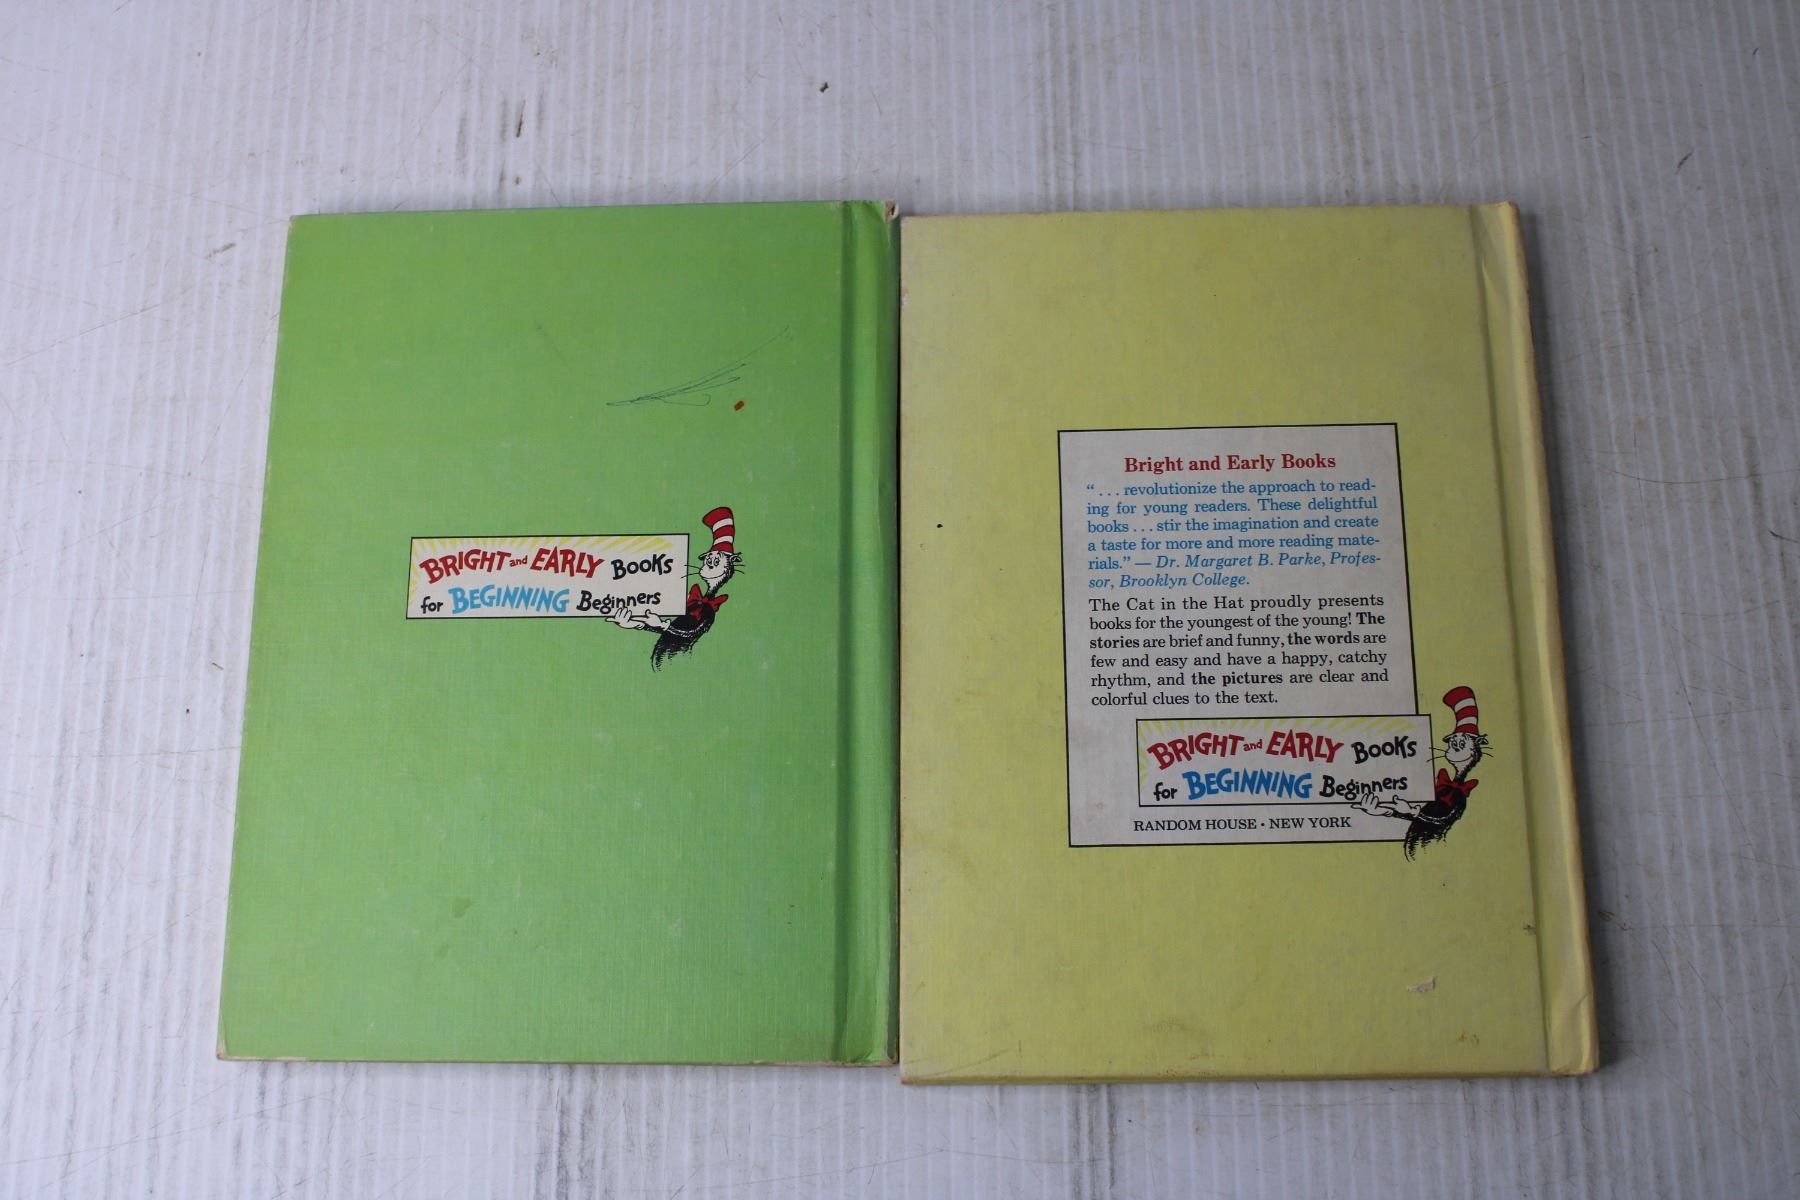 BRIGHT and EARLY Books
for BEGINNING Beginners
Bright and Early Books
“ . . . revolutionize the approach to read-
ing for young readers. These delightful
books . . . stir the imagination and create
a taste for more and more reading mate-
rials.” — Dr. Margaret B. Parke, Profes-
sor, Brooklyn College.
The Cat in the Hat proudly presents
books for the youngest of the young! The
stories are brief and funny, the words are
few and easy and have a happy, catchy
rhythm, and the pictures are clear and
colorful clues to the text.
BRIGHT and EARLY Books
for BEGINNING Beginners
RANDOM HOUSE • NEW YORK